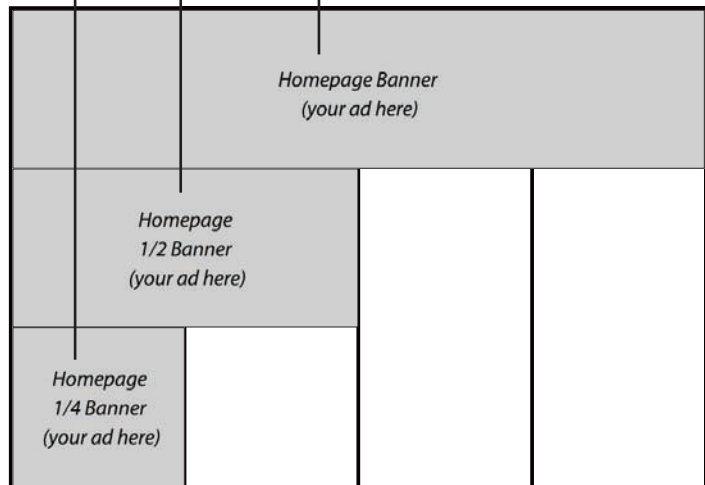 Homepage Banner
(your ad here)
Homepage
1/2 Banner
(your ad here)
Homepage
1/4 Banner
(your ad here)